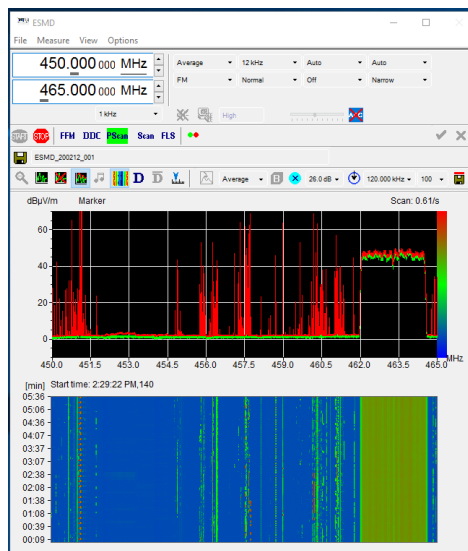 ESMD
File Measure View Options
450.000 000 MHz
465.000 000 MHz
Average 12 kHz Auto Auto
FM Normal Off Narrow
1 kHz High
START STOP FFM DDC PScan Scan FLS
ESMD_200212_001
D D Average B 26.0 dB 120.000 kHz 100
dBµV/m Marker Scan: 0.61/s
60
40
20
0
450.0 451.5 453.0 454.5 456.0 457.5 459.0 460.5 462.0 463.5 465.0
MHz
[min] Start time: 2:29:22 PM,140
05:36
05:06
04:36
04:07
03:37
03:07
02:38
02:08
01:38
01:08
00:39
00:09